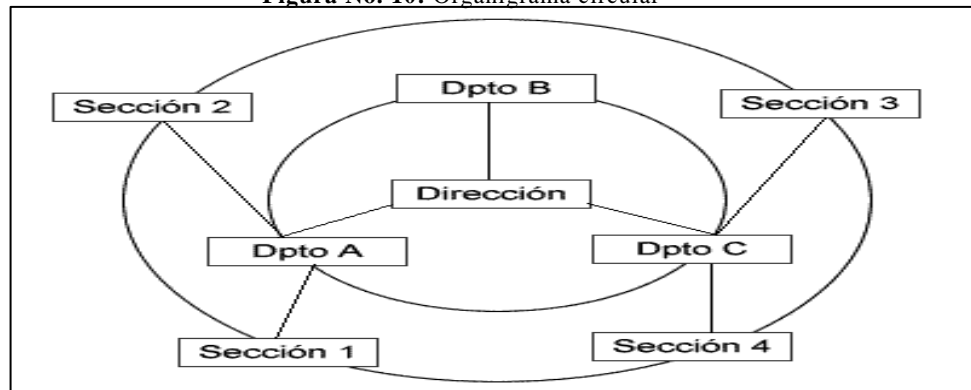 Figura No. 10: Organigrama circular
Dpto B
Sección 2
Sección 3
Dirección
Dpto A
Dpto C
Sección 1
Sección 4